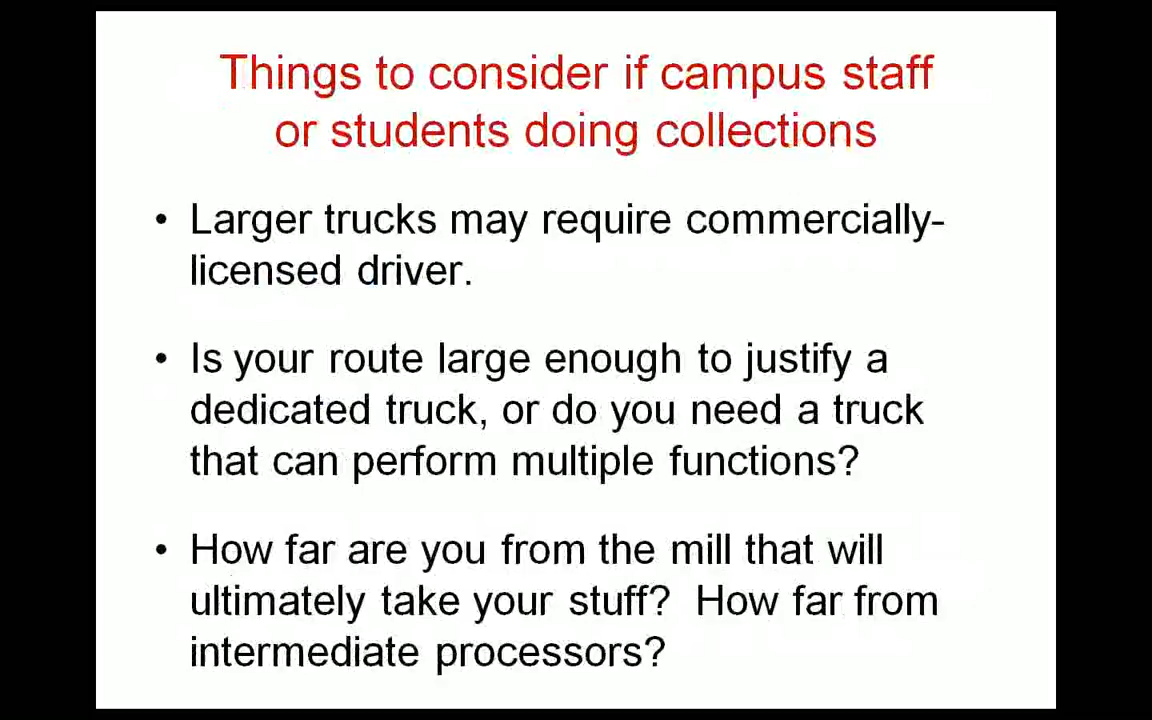 Things to consider if campus staff
or students doing collections
• Larger trucks may require commercially-
licensed driver.
• Is your route large enough to justify a
dedicated truck, or do you need a truck
that can perform multiple functions?
• How far are you from the mill that will
ultimately take your stuff?  How far from
intermediate processors?